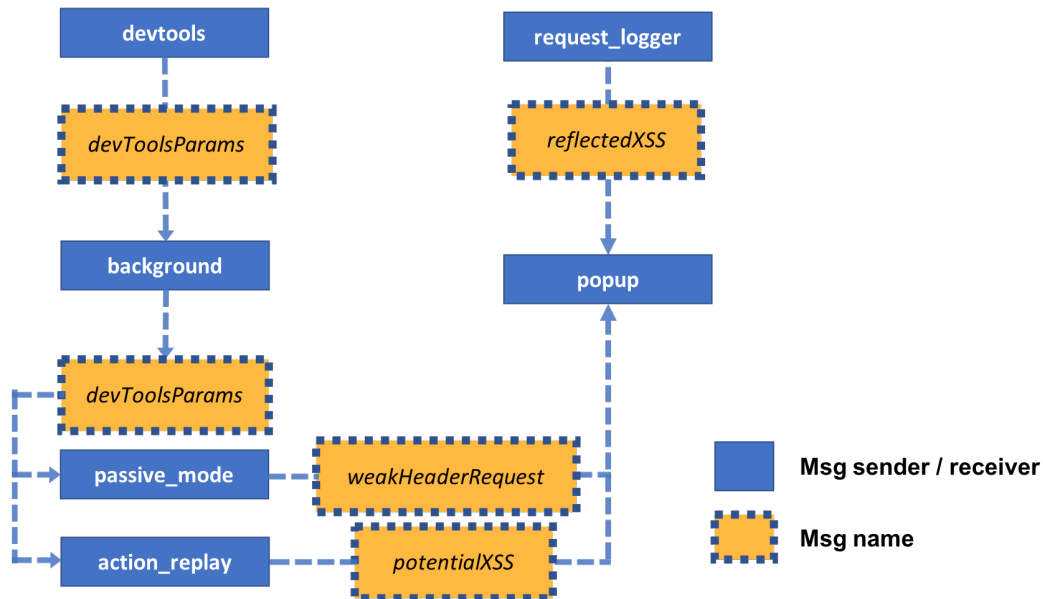 devtools
request_logger
devToolsParams
reflectedXSS
background
popup
devToolsParams
passive_mode
weakHeaderRequest
Msg sender / receiver
action_replay
potentialXSS
Msg name